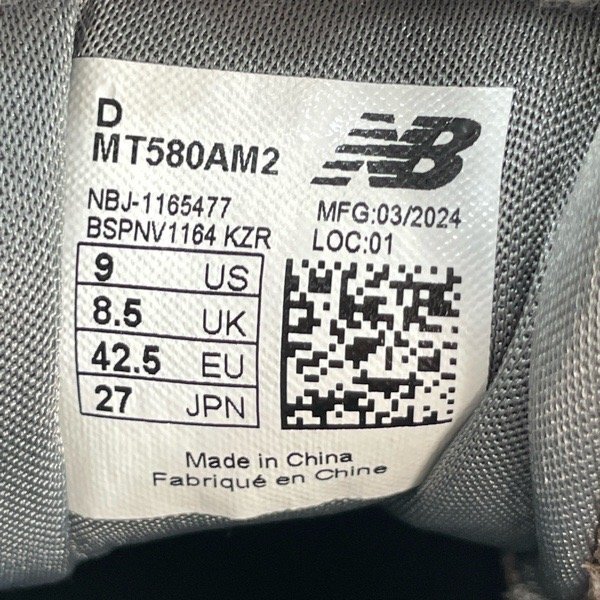 D
MT580AM2
NB
NBJ-1165477
BSPNV1164 KZR
MFG:03/2024
LOC:01
9 US
8.5 UK
42.5 EU
27 JPN
Made in China
Fabriqué en Chine